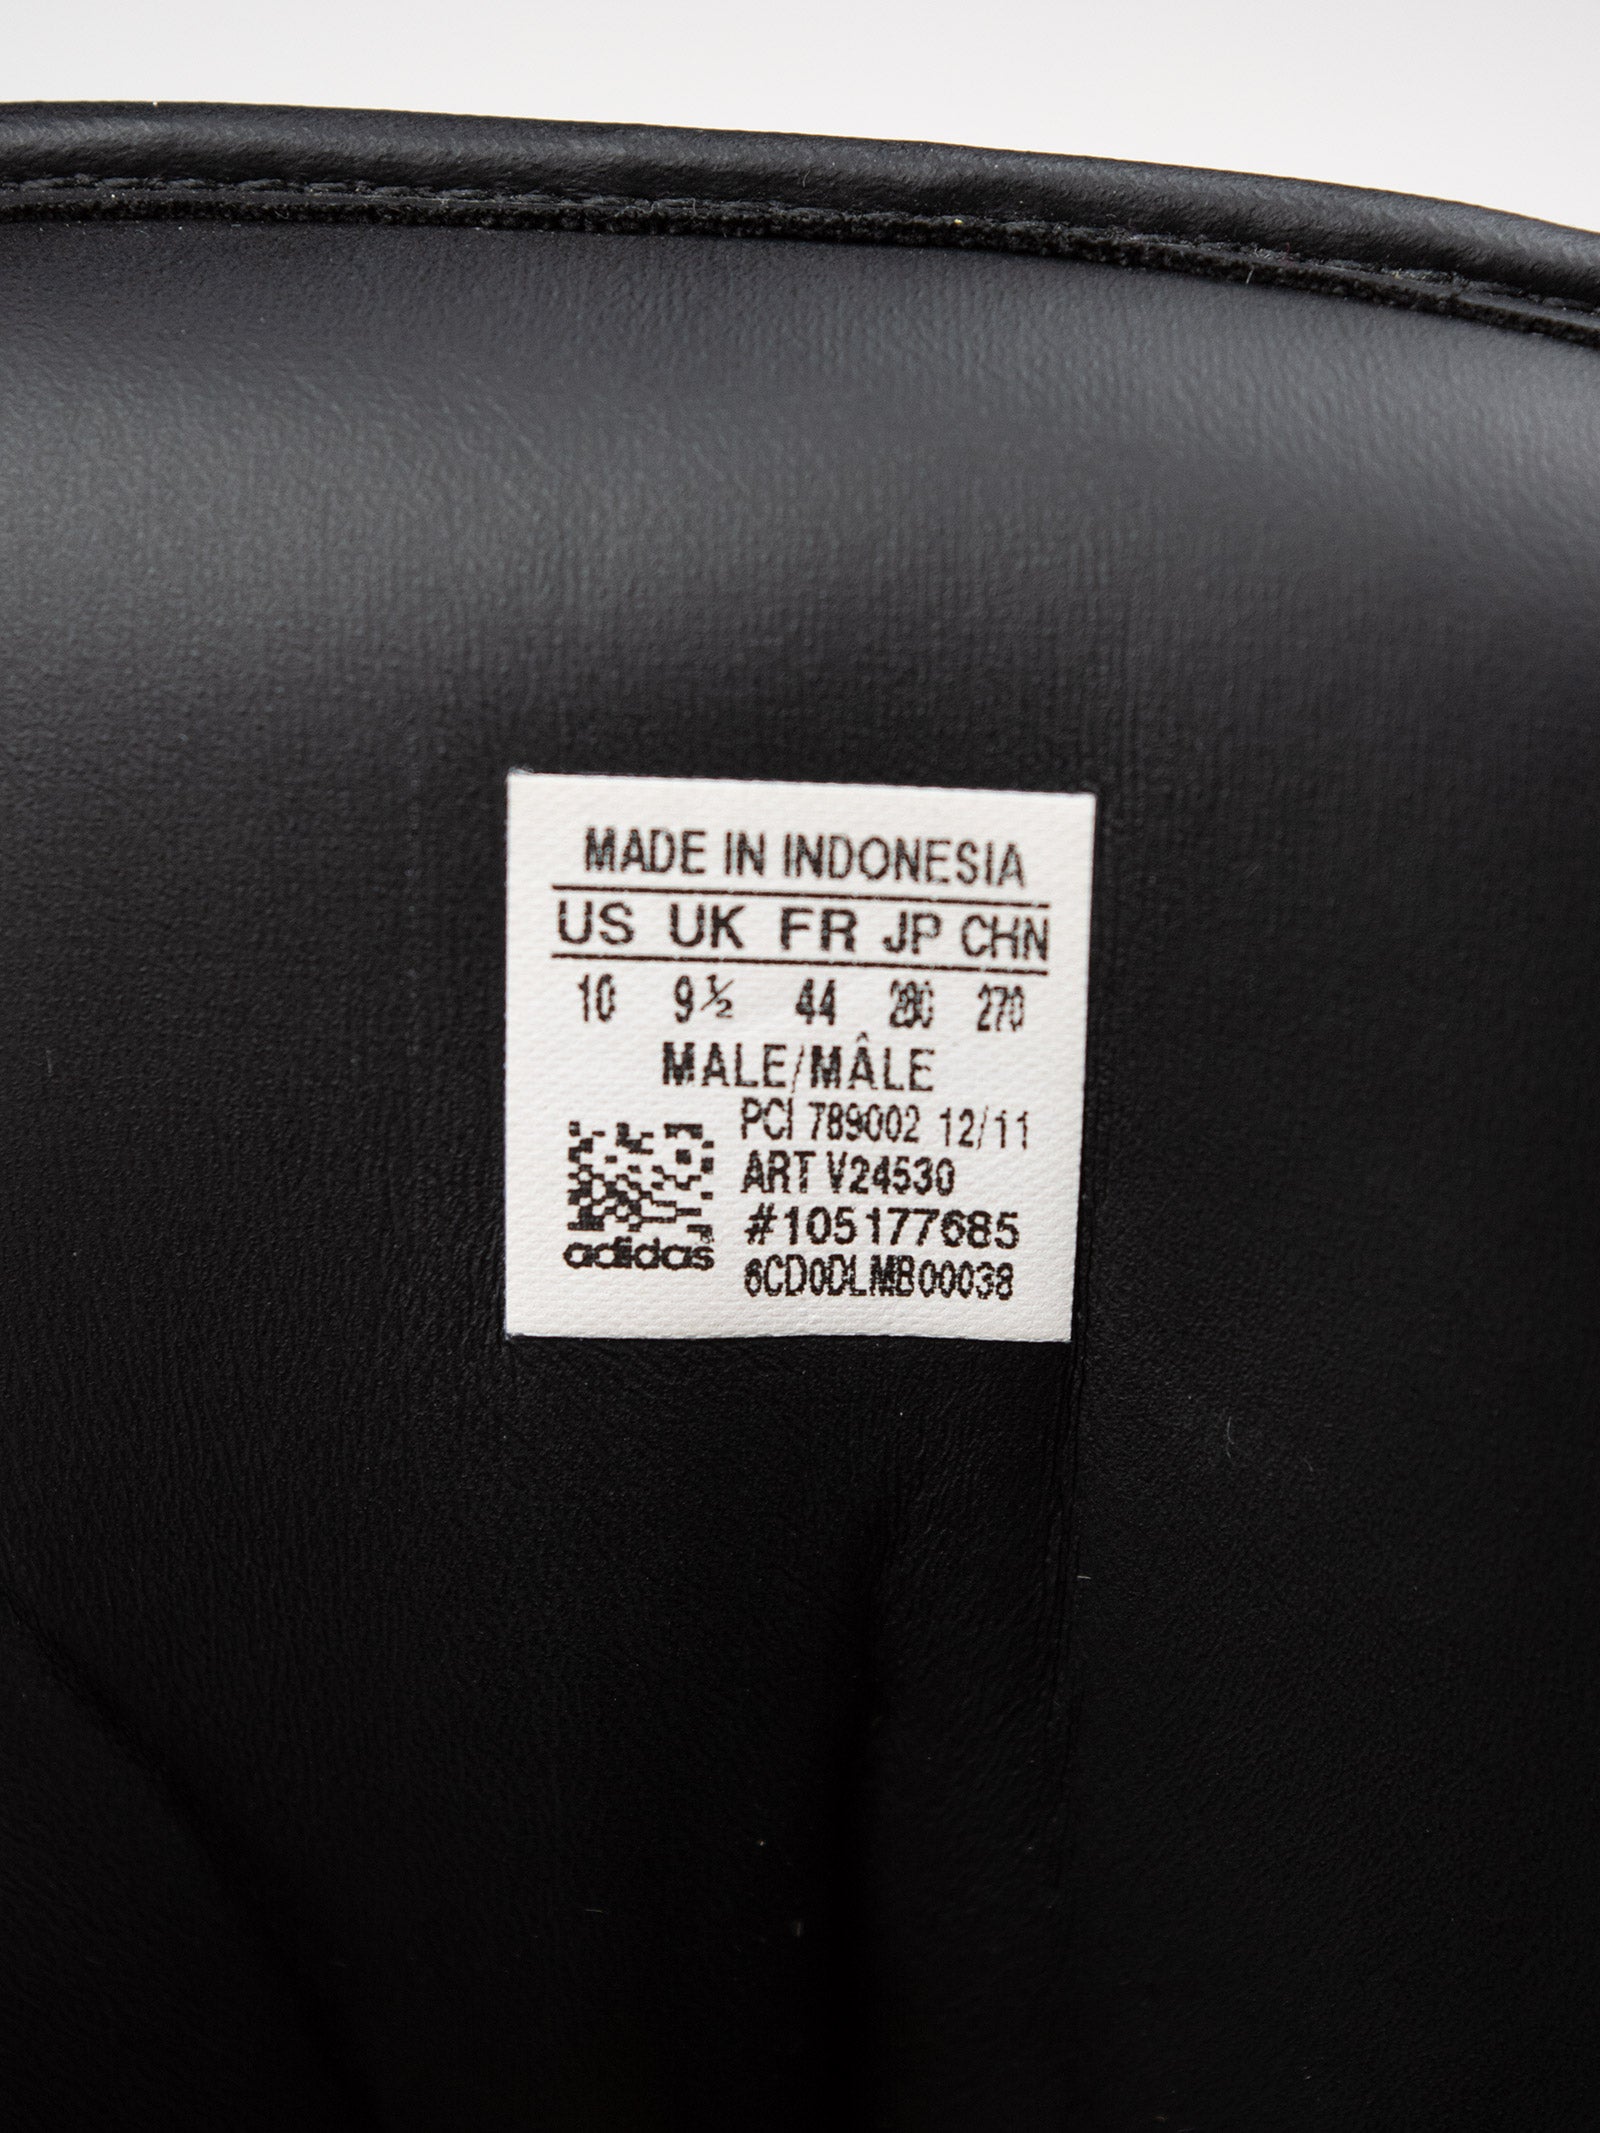 MADE IN INDONESIA
US UK FR JP CHN
10 9½ 44 280 270
MALE/MÂLE
PCI 789002 12/11
ART V24530
#105177685
adidas®
6CD0DLMB00038